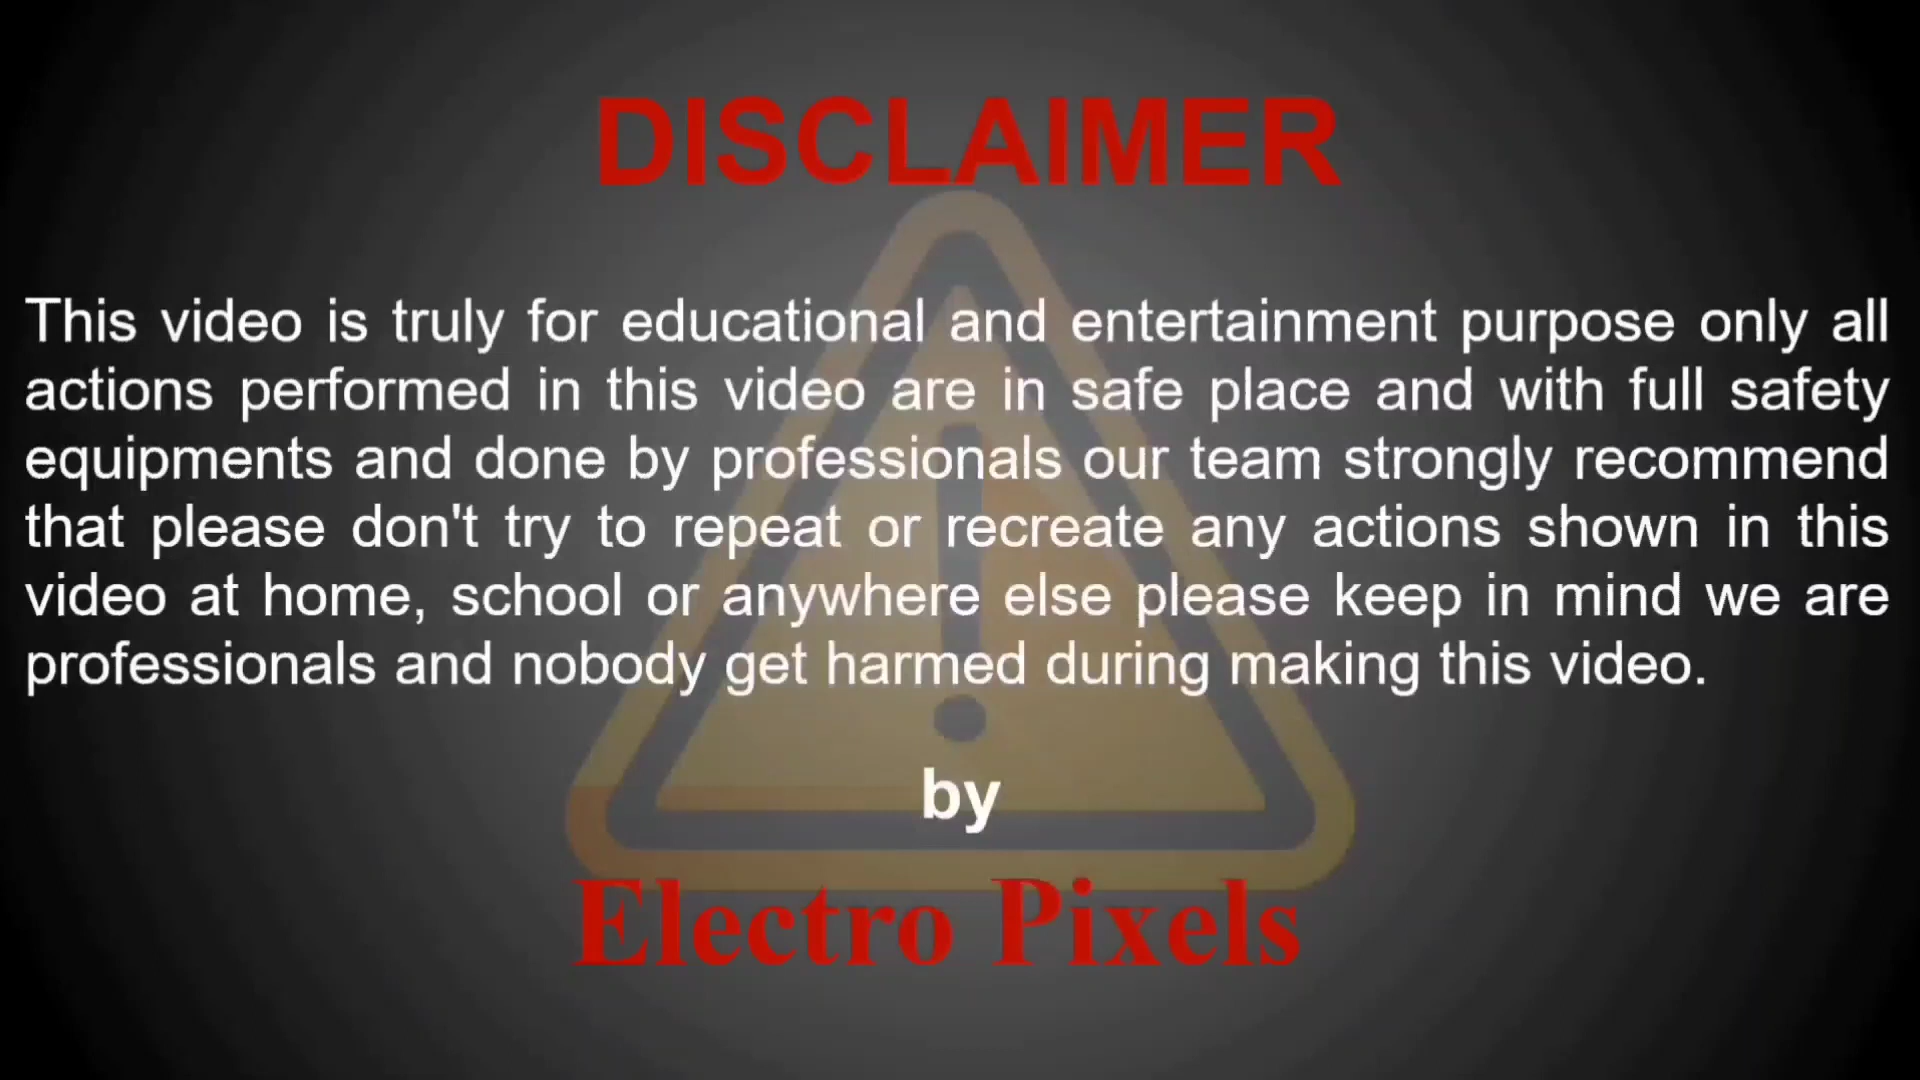 DISCLAIMER
This video is truly for educational and entertainment purpose only all
actions performed in this video are in safe place and with full safety
equipments and done by professionals our team strongly recommend
that please don't try to repeat or recreate any actions shown in this
video at home, school or anywhere else please keep in mind we are
professionals and nobody get harmed during making this video.
by
Electro Pixels